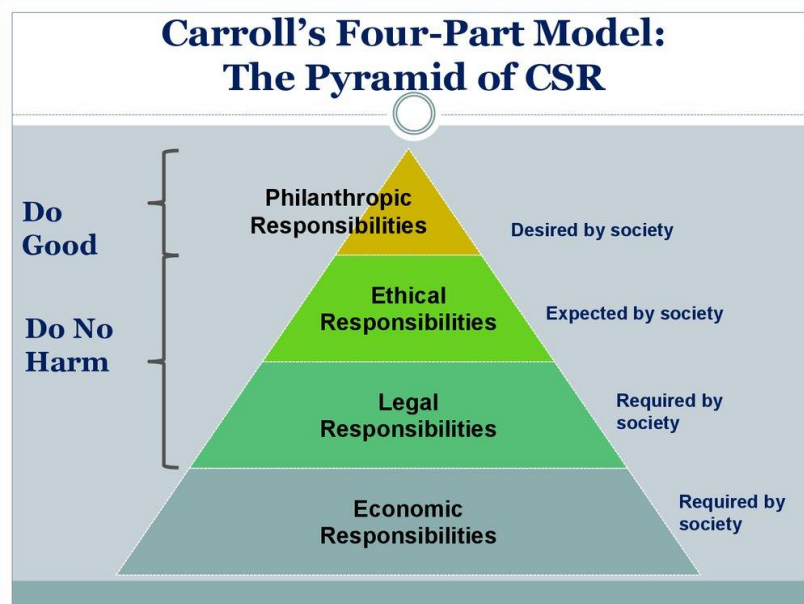 Carroll’s Four-Part Model:
The Pyramid of CSR
Do
Good
Philanthropic
Responsibilities
Desired by society
Do No
Harm
Ethical
Responsibilities
Expected by society
Legal
Responsibilities
Required by
society
Economic
Responsibilities
Required by
society